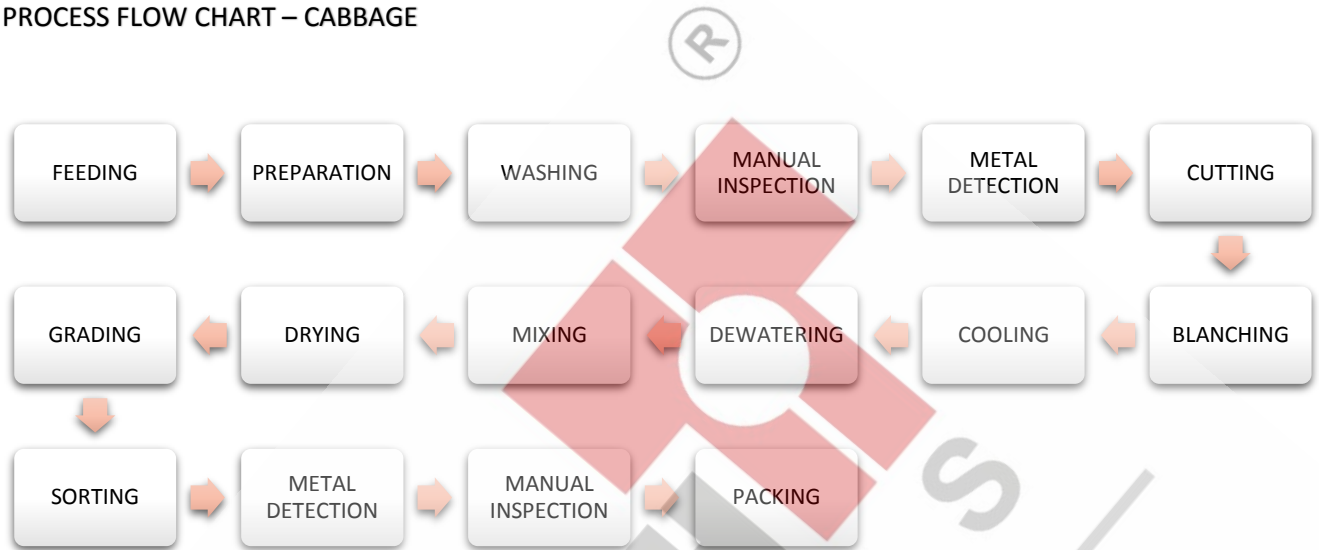 PROCESS FLOW CHART – CABBAGE
®
FEEDING
PREPARATION
WASHING
MANUAL
INSPECTION
METAL
DETECTION
CUTTING
BLANCHING
COOLING
DEWATERING
MIXING
DRYING
GRADING
SORTING
METAL
DETECTION
MANUAL
INSPECTION
PACKING
S